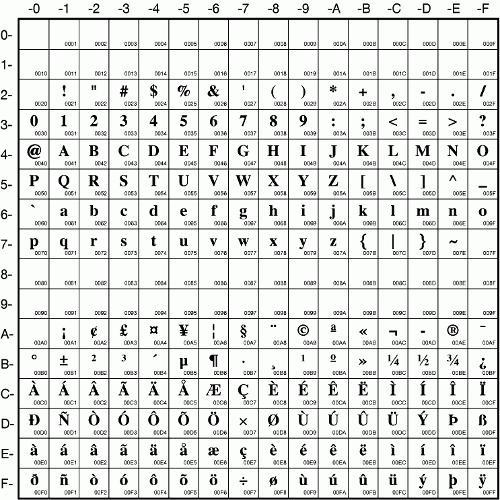 -0 -1 -2 -3 -4 -5 -6 -7 -8 -9 -A -B -C -D -E -F
0-
0001 0002 0003 0004 0005 0006 0007 0008 0009 000A 000B 000C 000D 000E 000F
1-
0010 0011 0012 0013 0014 0015 0016 0017 0018 0019 001A 001B 001C 001D 001E 001F
2- ! " # $ % & ' ( ) * + , - . /
0020 0021 0022 0023 0024 0025 0026 0027 0028 0029 002A 002B 002C 002D 002E 002F
3- 0 1 2 3 4 5 6 7 8 9 : ; < = > ?
0030 0031 0032 0033 0034 0035 0036 0037 0038 0039 003A 003B 003C 003D 003E 003F
4- @ A B C D E F G H I J K L M N O
0040 0041 0042 0043 0044 0045 0046 0047 0048 0049 004A 004B 004C 004D 004E 004F
5- P Q R S T U V W X Y Z [ \ ] ^ _
0050 0051 0052 0053 0054 0055 0056 0057 0058 0059 005A 005B 005C 005D 005E 005F
6- ` a b c d e f g h i j k l m n o
0060 0061 0062 0063 0064 0065 0066 0067 0068 0069 006A 006B 006C 006D 006E 006F
7- p q r s t u v w x y z { | } ~
0070 0071 0072 0073 0074 0075 0076 0077 0078 0079 007A 007B 007C 007D 007E 007F
8-
0080 0081 0082 0083 0084 0085 0086 0087 0088 0089 008A 008B 008C 008D 008E 008F
9-
0090 0091 0092 0093 0094 0095 0096 0097 0098 0099 009A 009B 009C 009D 009E 009F
A- ¡ ¢ £ ¤ ¥ ¦ § ¨ © ª « ¬ - ® ¯
00A0 00A1 00A2 00A3 00A4 00A5 00A6 00A7 00A8 00A9 00AA 00AB 00AC 00AD 00AE 00AF
B- ° ± ² ³ ´ µ ¶ · ¸ ¹ º » ¼ ½ ¾ ¿
00B0 00B1 00B2 00B3 00B4 00B5 00B6 00B7 00B8 00B9 00BA 00BB 00BC 00BD 00BE 00BF
C- À Á Â Ã Ä Å Æ Ç È É Ê Ë Ì Í Î Ï
00C0 00C1 00C2 00C3 00C4 00C5 00C6 00C7 00C8 00C9 00CA 00CB 00CC 00CD 00CE 00CF
D- Ð Ñ Ò Ó Ô Õ Ö × Ø Ù Ú Û Ü Ý Þ ß
00D0 00D1 00D2 00D3 00D4 00D5 00D6 00D7 00D8 00D9 00DA 00DB 00DC 00DD 00DE 00DF
E- à á â ã ä å æ ç è é ê ë ì í î ï
00E0 00E1 00E2 00E3 00E4 00E5 00E6 00E7 00E8 00E9 00EA 00EB 00EC 00ED 00EE 00EF
F- ð ñ ò ó ô õ ö ÷ ø ù ú û ü ý þ ÿ
00F0 00F1 00F2 00F3 00F4 00F5 00F6 00F7 00F8 00F9 00FA 00FB 00FC 00FD 00FE 00FF